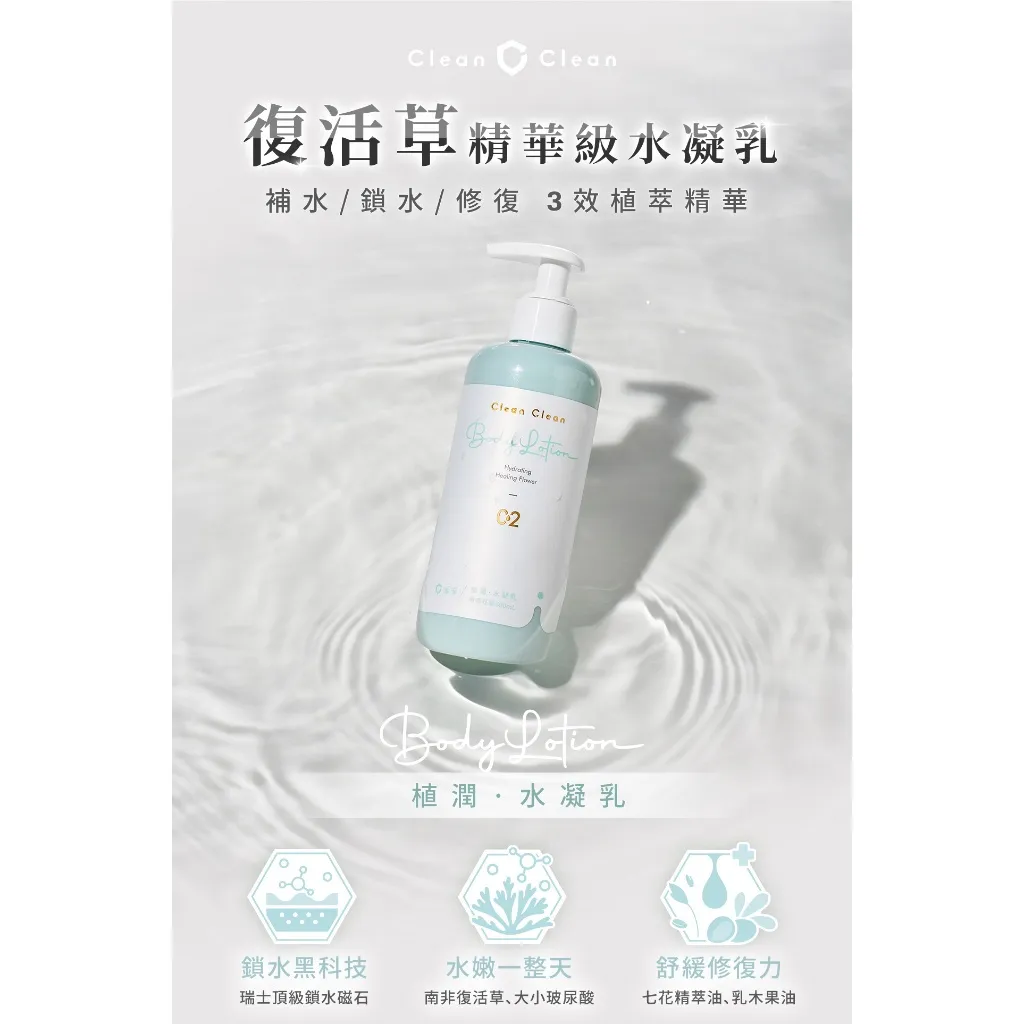 Clean Clean
復活草精華級水凝乳
補水/鎖水/修復 3效植萃精華
Clean Clean
Body Lotion
Hydrating
Healing Flower
C2
Body Lotion
植潤·水凝乳
鎖水黑科技 水嫩一整天 舒緩修復力
瑞士頂級鎖水磁石 南非復活草、大小玻尿酸 七花精萃油、乳木果油